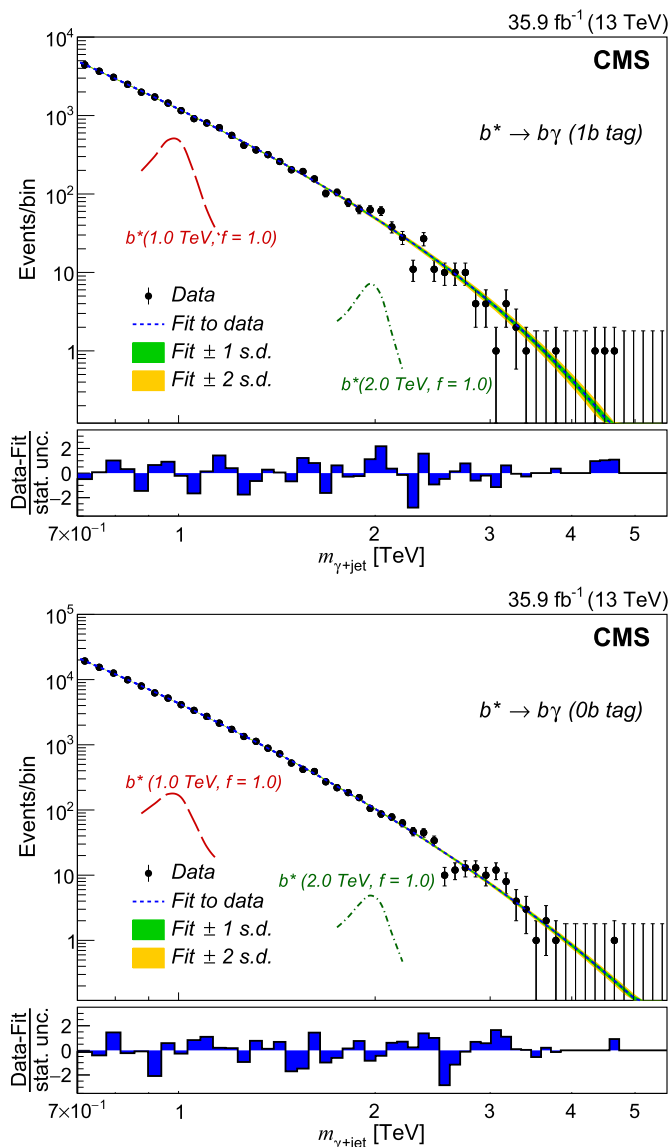 35.9 fb⁻¹ (13 TeV)
10⁴
CMS
10³
b* → bγ (1b tag)
10²
b*(1.0 TeV, f = 1.0)
Events/bin
10
Data
Fit to data
b*(2.0 TeV, f = 1.0)
1
Fit ± 1 s.d.
Fit ± 2 s.d.
Data-Fit
stat. unc.
2
0
−2
7×10⁻¹ 1 2 3 4 5
mγ+jet [TeV]
35.9 fb⁻¹ (13 TeV)
10⁵
CMS
10⁴
b* → bγ (0b tag)
10³
b* (1.0 TeV, f = 1.0)
Events/bin
10²
Data
b* (2.0 TeV, f = 1.0)
10
Fit to data
Fit ± 1 s.d.
1
Fit ± 2 s.d.
Data-Fit
stat. unc.
2
0
−2
7×10⁻¹ 1 2 3 4 5
mγ+jet [TeV]